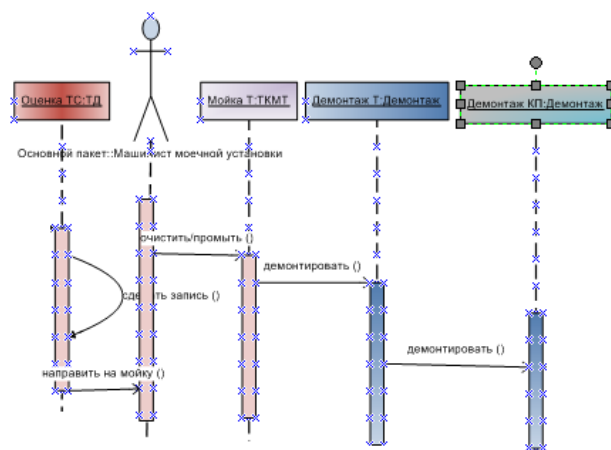 Оценка ТС:ТД
Мойка Т:ТКМТ
Демонтаж Т:Демонтаж
Демонтаж КП:Демонтаж
Основной пакет::Машинист моечной установки
очистить/промыть ()
демонтировать ()
сделать запись ()
демонтировать ()
направить на мойку ()